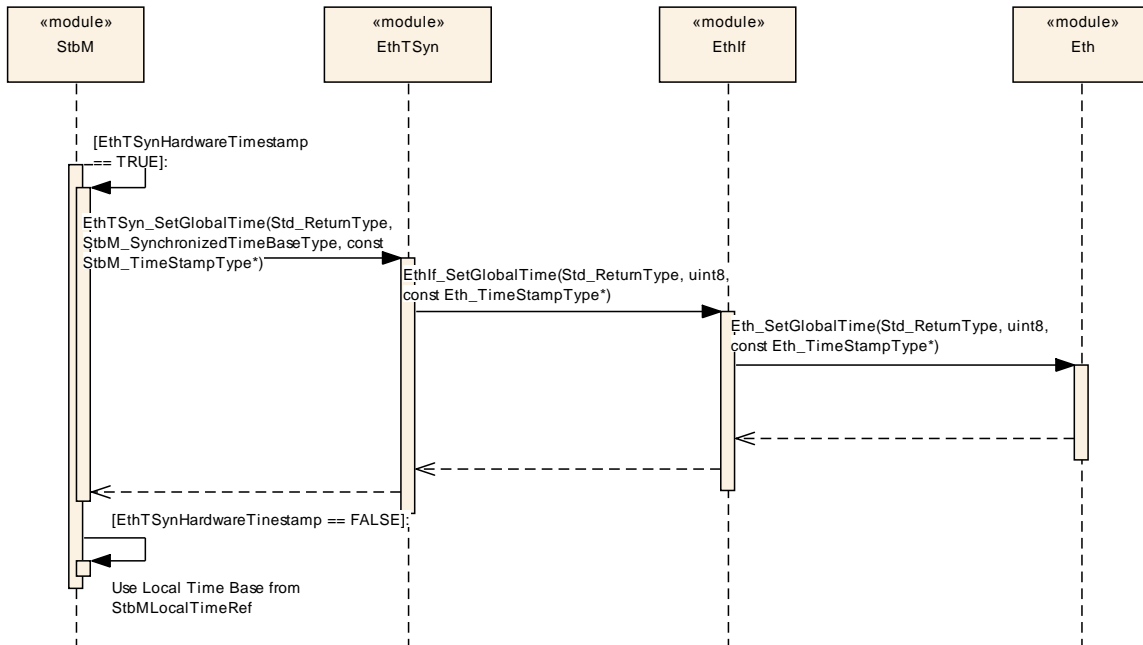 «module»
StbM
«module»
EthTSyn
«module»
EthIf
«module»
Eth
[EthTSynHardwareTimestamp
== TRUE]:
EthTSyn_SetGlobalTime(Std_ReturnType,
StbM_SynchronizedTimeBaseType, const
StbM_TimeStampType*)
EthIf_SetGlobalTime(Std_ReturnType, uint8,
const Eth_TimeStampType*)
Eth_SetGlobalTime(Std_ReturnType, uint8,
const Eth_TimeStampType*)
[EthTSynHardwareTinestamp == FALSE]:
Use Local Time Base from
StbMLocalTimeRef